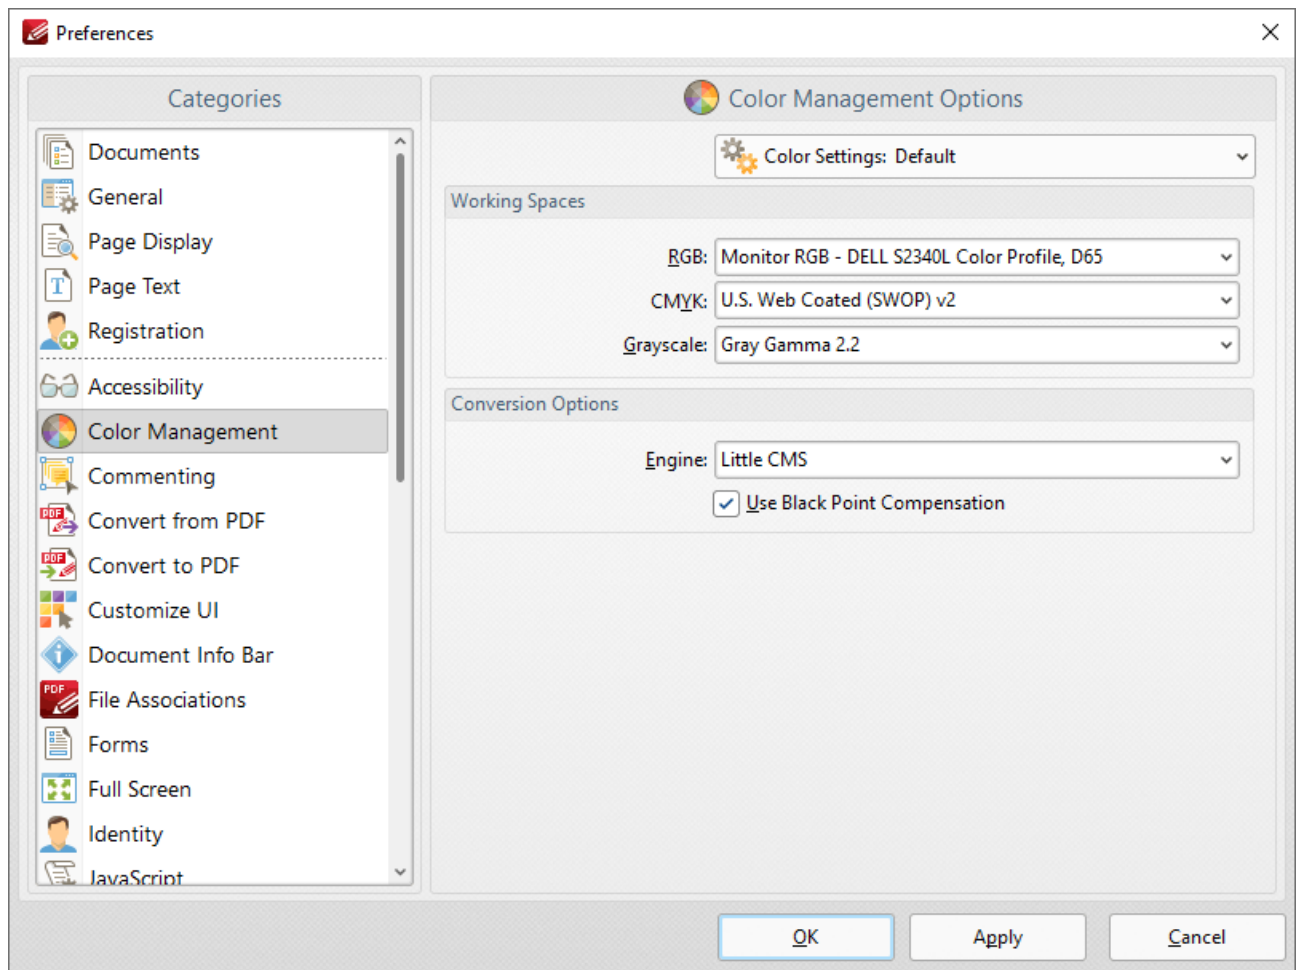 Preferences
Categories
Documents
General
Page Display
Page Text
Registration
Accessibility
Color Management
Commenting
Convert from PDF
Convert to PDF
Customize UI
Document Info Bar
File Associations
Forms
Full Screen
Identity
JavaScript
Color Management Options
Color Settings: Default
Working Spaces
RGB: Monitor RGB - DELL S2340L Color Profile, D65
CMYK: U.S. Web Coated (SWOP) v2
Grayscale: Gray Gamma 2.2
Conversion Options
Engine: Little CMS
Use Black Point Compensation
OK Apply Cancel